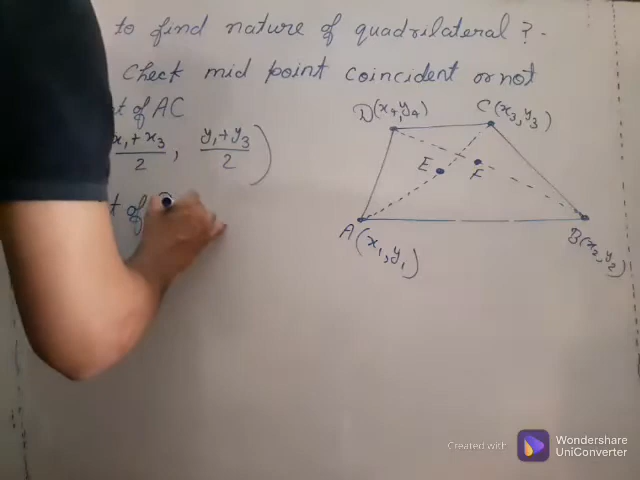 to find nature of quadrilateral ?
Check mid point coincident or not
of AC
x₁ + x₃ / 2 , y₁ + y₃ / 2 )
of
D(x₄, y₄)
C(x₃, y₃)
E
F
A(x₁, y₁)
B(x₂, y₂)
Created with Wondershare UniConverter